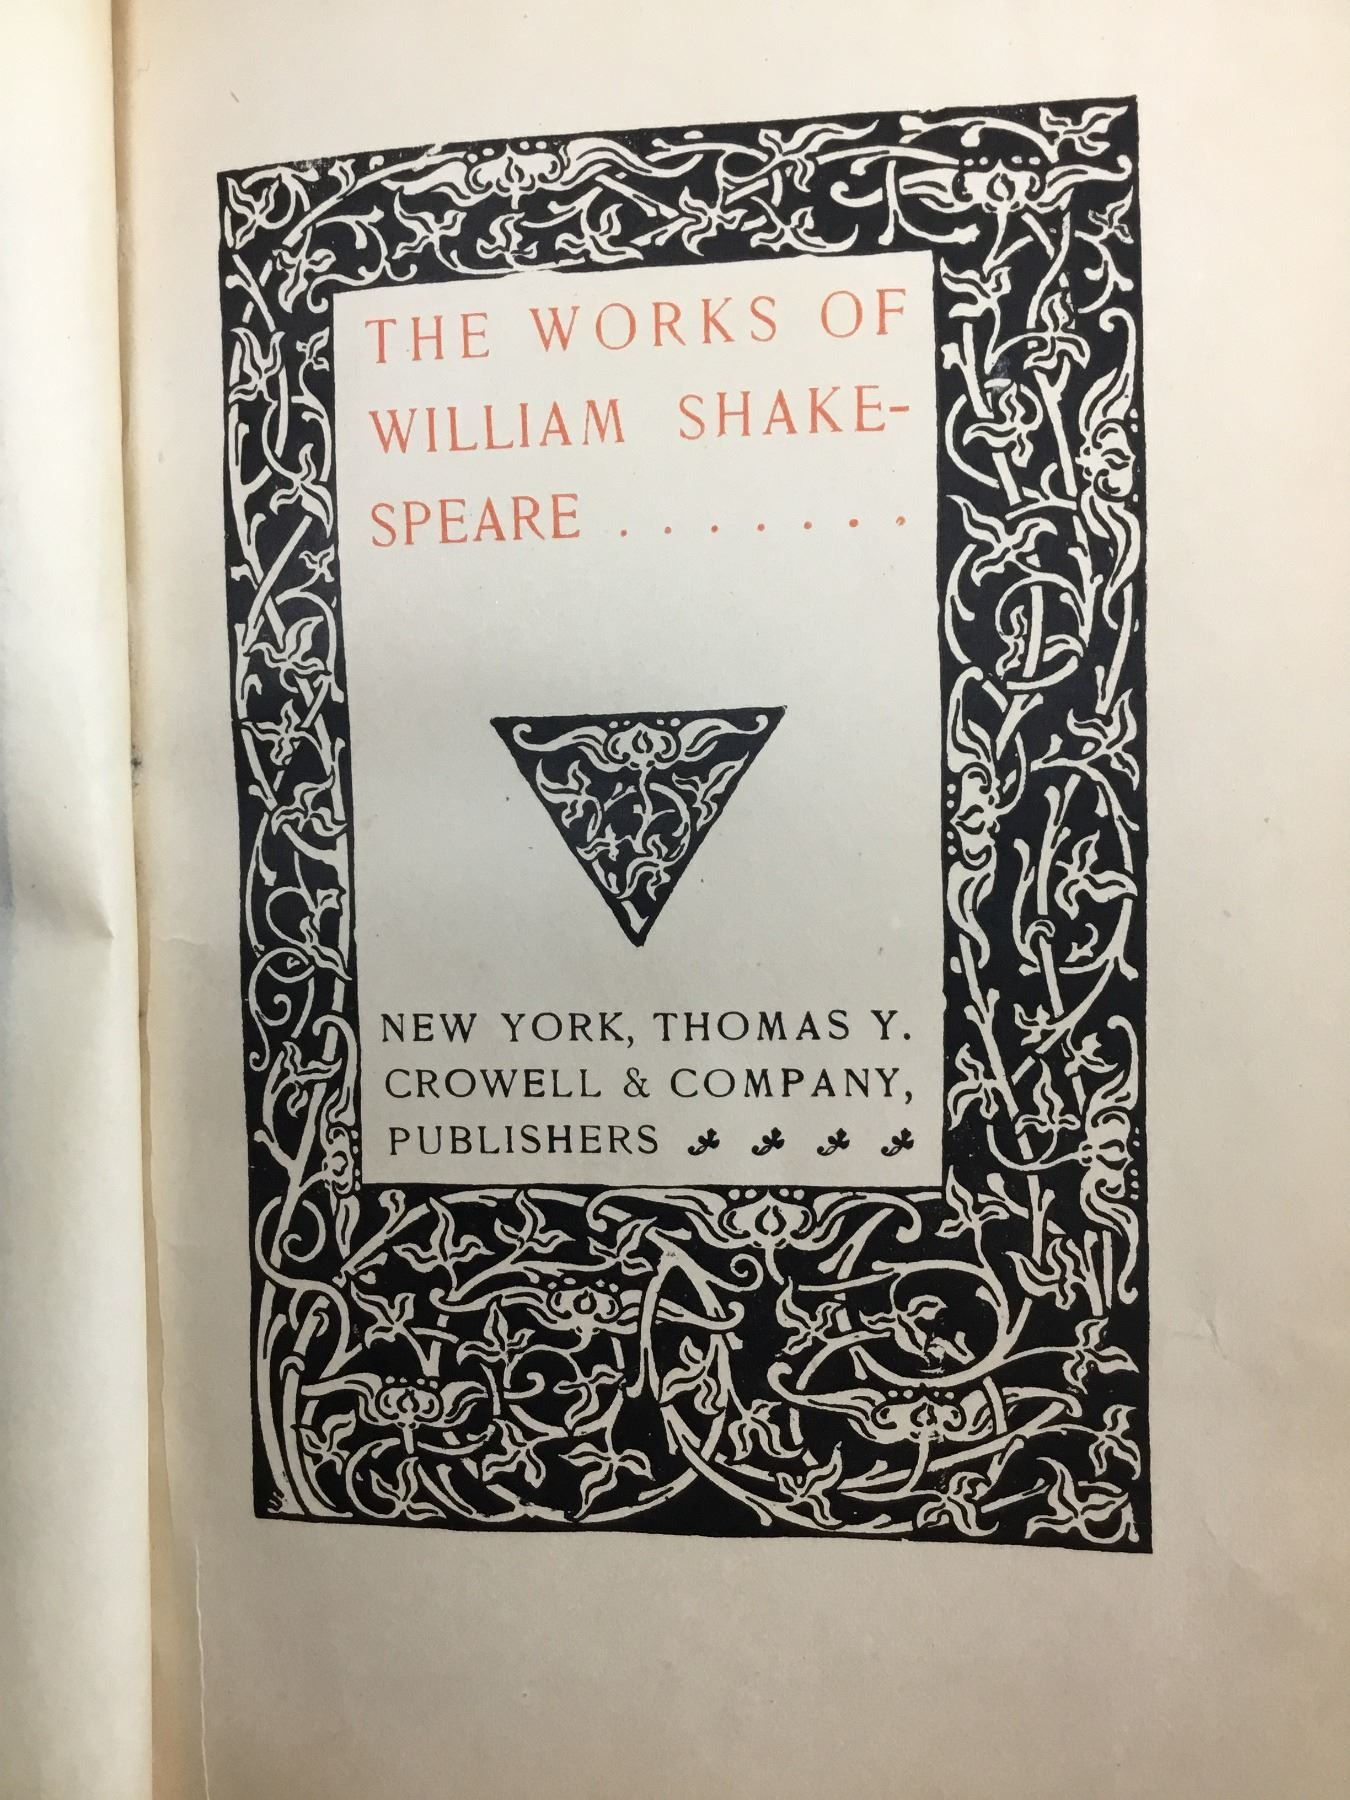 THE WORKS OF
WILLIAM SHAKE-
SPEARE . . . . . . . .
NEW YORK, THOMAS Y.
CROWELL & COMPANY,
PUBLISHERS